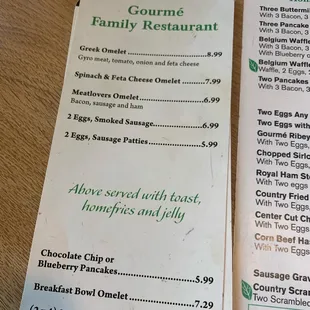 Gourmé
Family Restaurant
Greek Omelet 8.99
Gyro meat, tomato, onion and feta cheese
Spinach & Feta Cheese Omelet 7.99
Meatlovers Omelet 6.99
Bacon, sausage and ham
2 Eggs, Smoked Sausage 6.99
2 Eggs, Sausage Patties 5.99
Above served with toast,
homefries and jelly
Chocolate Chip or
Blueberry Pancakes 5.99
Breakfast Bowl Omelet 7.29
Three
With 3 Bacon, 3
Three Pancake
With 3 Bacon, 3
Belgium Waffle
With 3 Bacon, 3
With Blueberry
Belgium Waffle
Waffle, 2 Eggs,
Two Pancakes
With 3 Bacon, 3
Two Eggs Any
Two Eggs with
Gourmé Ribey
With Two Eggs,
Chopped Sirlo
With Two Eggs,
Royal Ham St
With Two Eggs,
Country Fried
With Two Eggs
Center Cut Ch
With Two Eggs
Corn Beef Ha
With Two Eggs
Sausage Grav
Country Scra
Two Scrambled